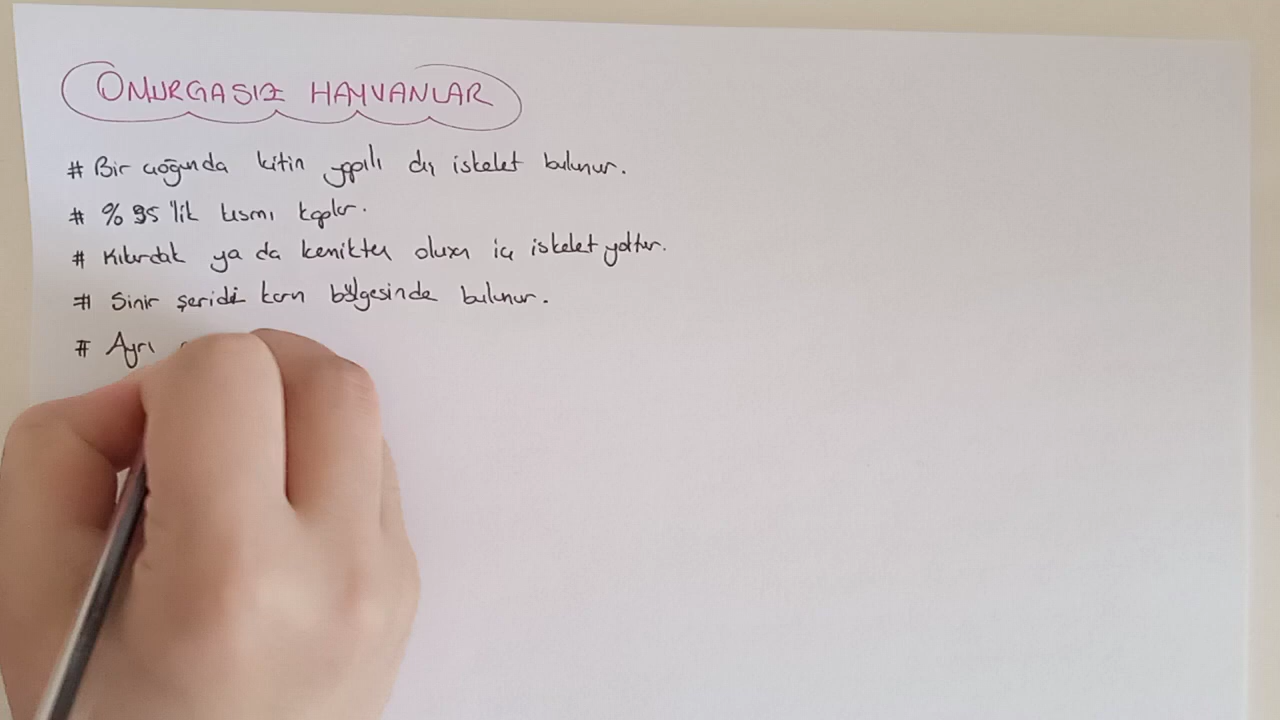 OMURGASIZ HAYVANLAR
# Bir çoğunda kitin yapılı dış iskelet bulunur.
# %95'lik kısmı kaplar.
# Kıkırdak ya da kemikten oluşan iç iskelet yoktur.
# Sinir şeridi karın bölgesinde bulunur.
# Ayrı